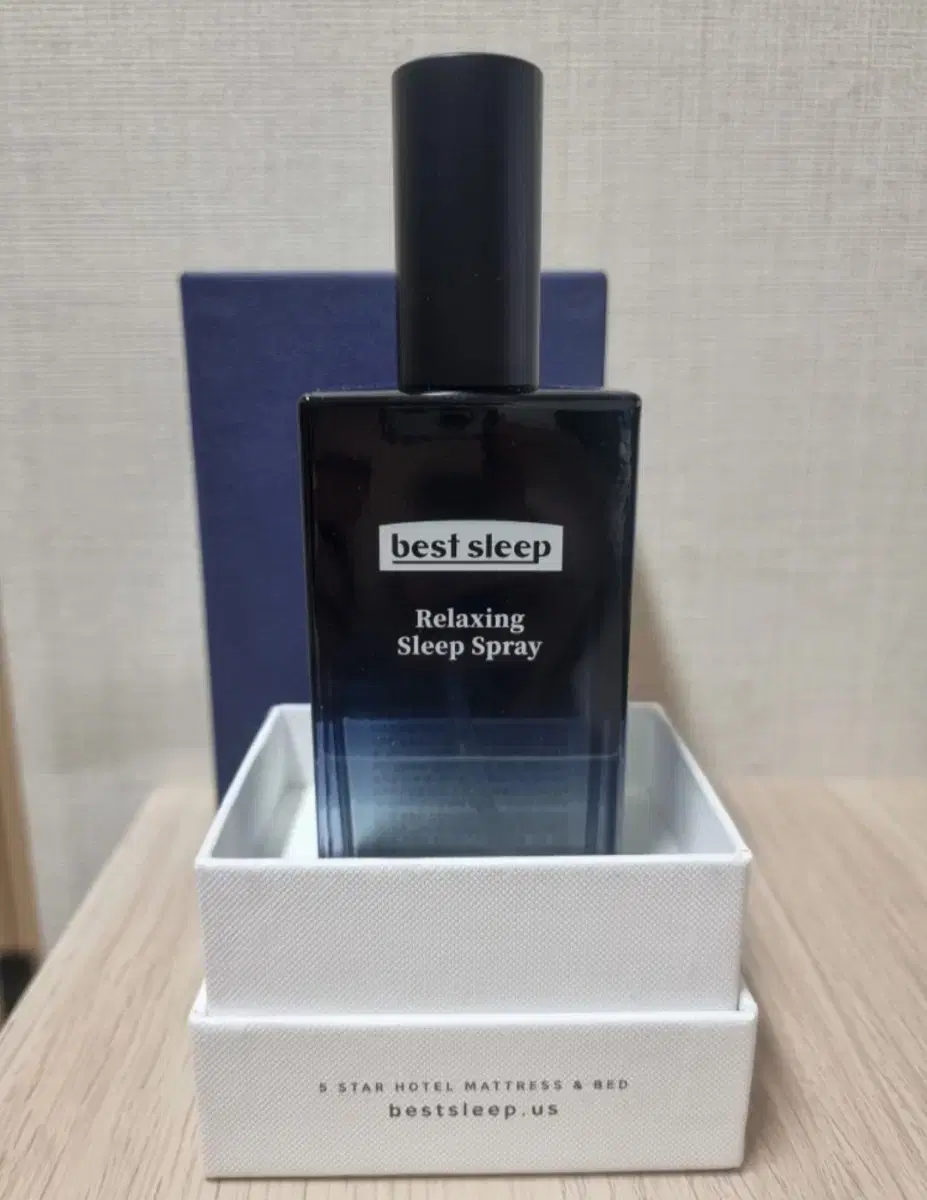 best sleep
Relaxing
Sleep Spray
5 STAR HOTEL MATTRESS & BED
bestsleep.us